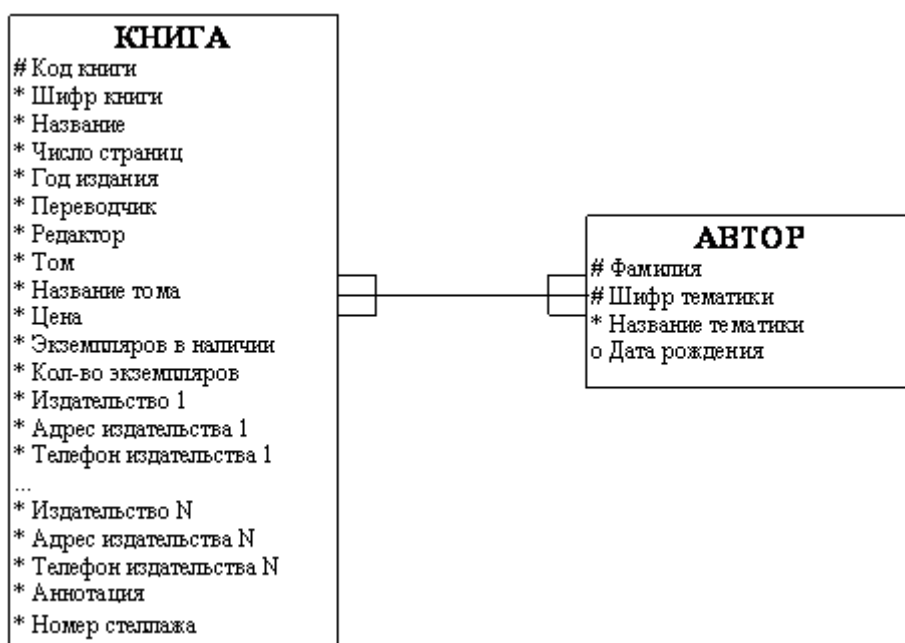 КНИГА
# Код книги
* Шифр книги
* Название
* Число страниц
* Год издания
* Переводчик
* Редактор
* Том
* Название тома
* Цена
* Экземпляров в наличии
* Кол-во экземпляров
* Издательство 1
* Адрес издательства 1
* Телефон издательства 1
...
* Издательство N
* Адрес издательства N
* Телефон издательства N
* Аннотация
* Номер стеллажа
АВТОР
# Фамилия
# Шифр тематики
* Название тематики
о Дата рождения